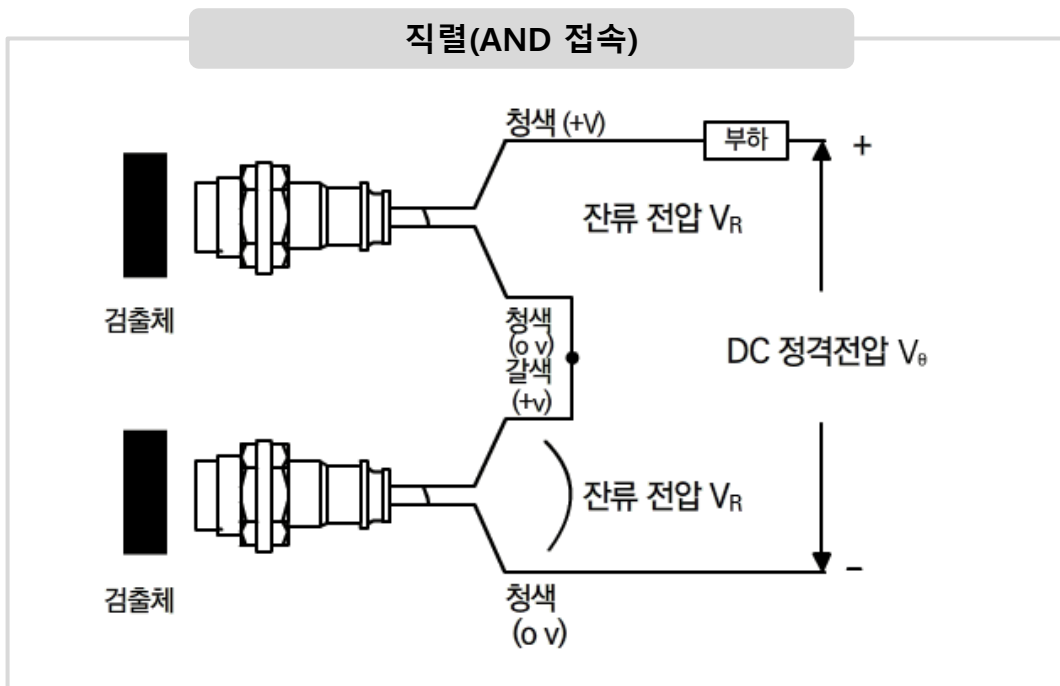 직렬(AND 접속)
청색 (+V)
부하
+
잔류 전압 VR
검출체
청색
(o v)
갈색
(+v)
DC 정격전압 Vθ
잔류 전압 VR
−
검출체
청색
(o v)